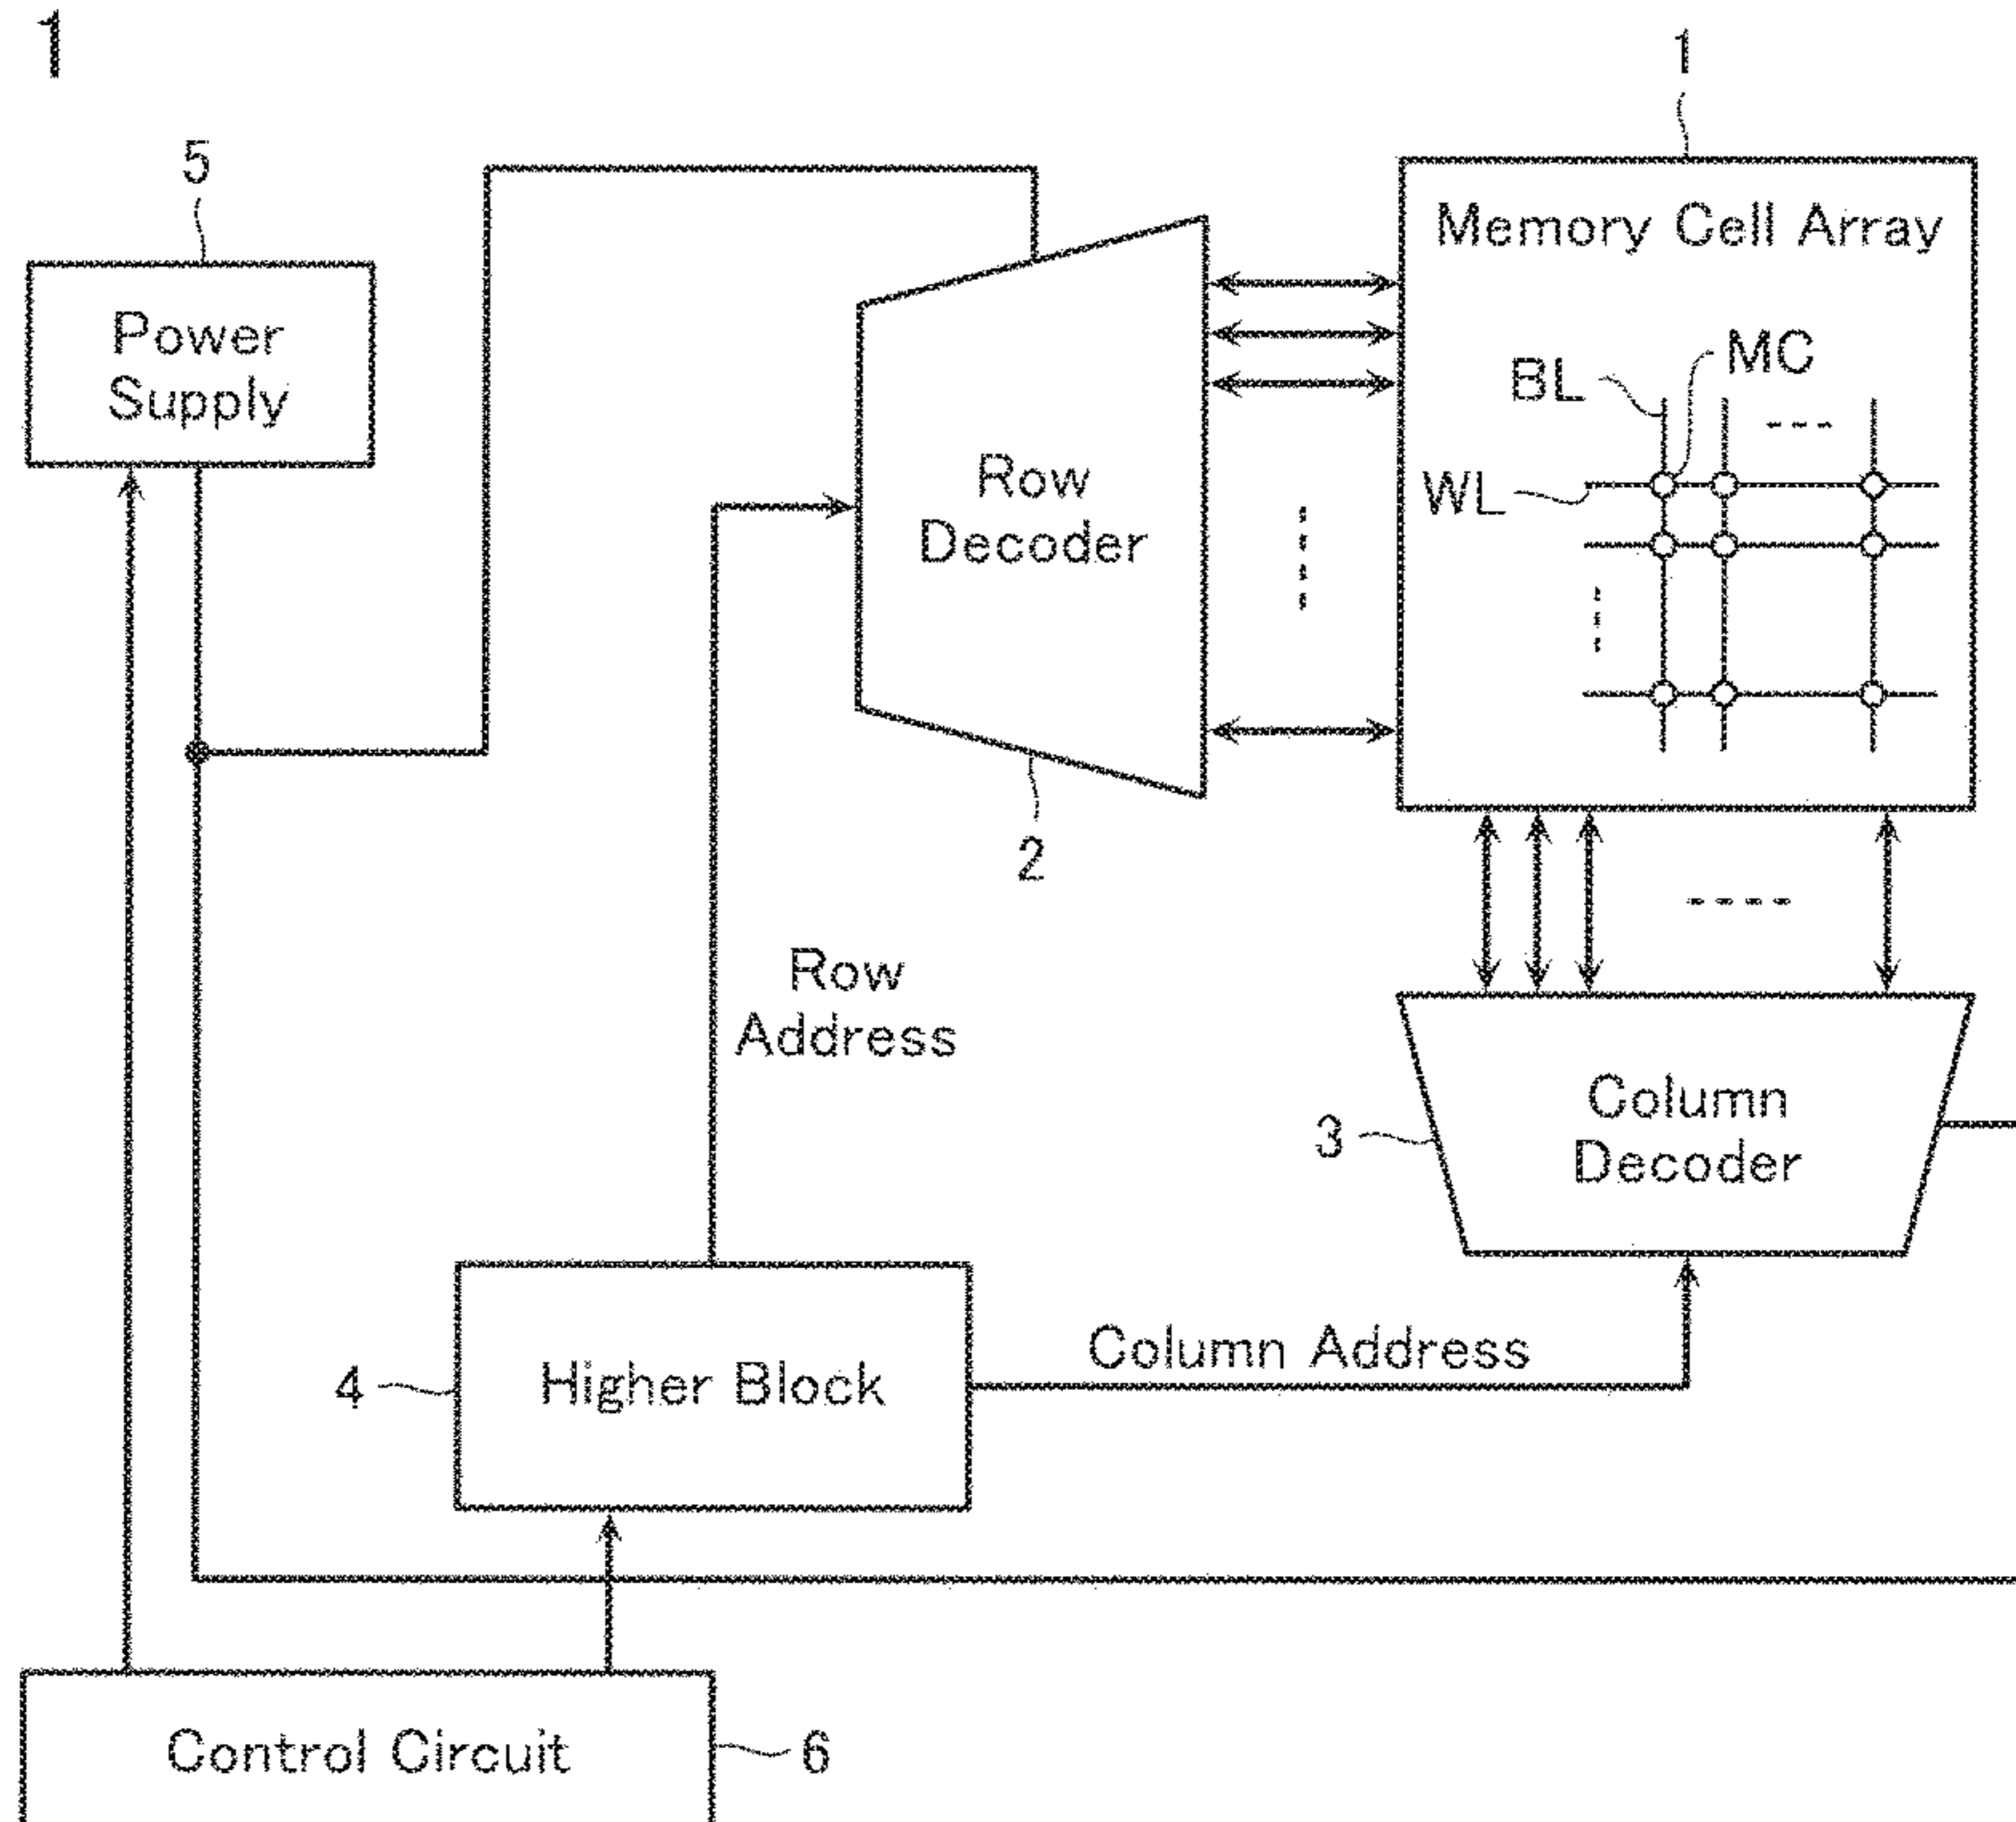 1
1
5
Memory Cell Array
Power
Supply
BL
MC
WL
Row
Decoder
2
Row
Address
Column
Decoder
3
Column Address
4
Higher Block
Control Circuit
6